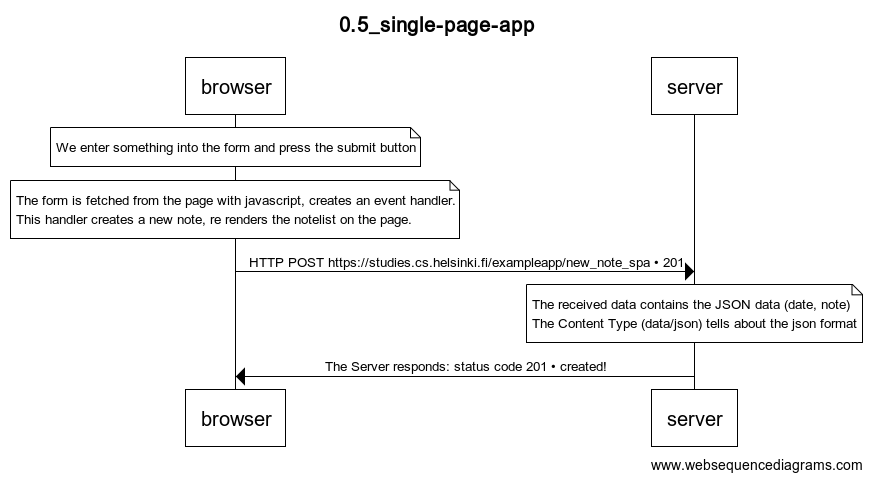 0.5_single-page-app
browser
server
We enter something into the form and press the submit button
The form is fetched from the page with javascript, creates an event handler.
This handler creates a new note, re renders the notelist on the page.
HTTP POST https://studies.cs.helsinki.fi/exampleapp/new_note_spa • 201
The received data contains the JSON data (date, note)
The Content Type (data/json) tells about the json format
The Server responds: status code 201 • created!
browser
server
www.websequencediagrams.com